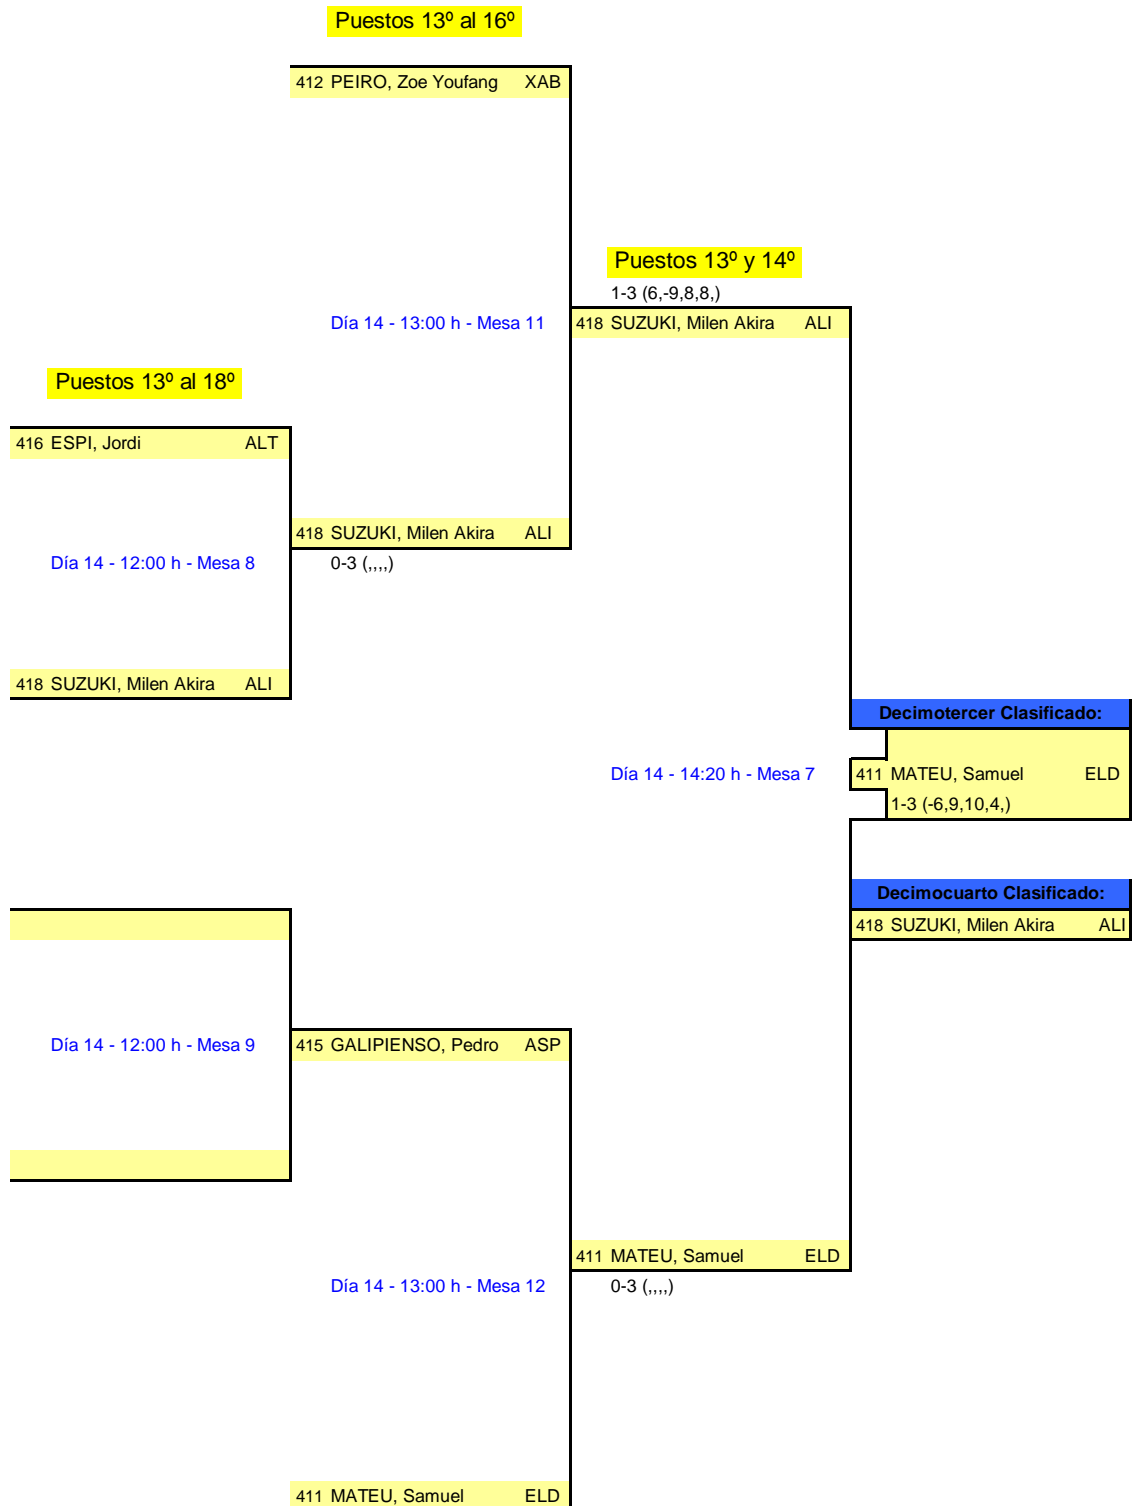 Puestos 13º al 16º
412 PEIRO, Zoe Youfang XAB
Puestos 13º y 14º
1-3 (6,-9,8,8,)
Día 14 - 13:00 h - Mesa 11
418 SUZUKI, Milen Akira ALI
Puestos 13º al 18º
416 ESPI, Jordi ALT
418 SUZUKI, Milen Akira ALI
Día 14 - 12:00 h - Mesa 8
0-3 (,,,,)
418 SUZUKI, Milen Akira ALI
Decimotercer Clasificado:
Día 14 - 14:20 h - Mesa 7
411 MATEU, Samuel ELD
1-3 (-6,9,10,4,)
Decimocuarto Clasificado:
418 SUZUKI, Milen Akira ALI
Día 14 - 12:00 h - Mesa 9
415 GALIPIENSO, Pedro ASP
411 MATEU, Samuel ELD
Día 14 - 13:00 h - Mesa 12
0-3 (,,,,)
411 MATEU, Samuel ELD